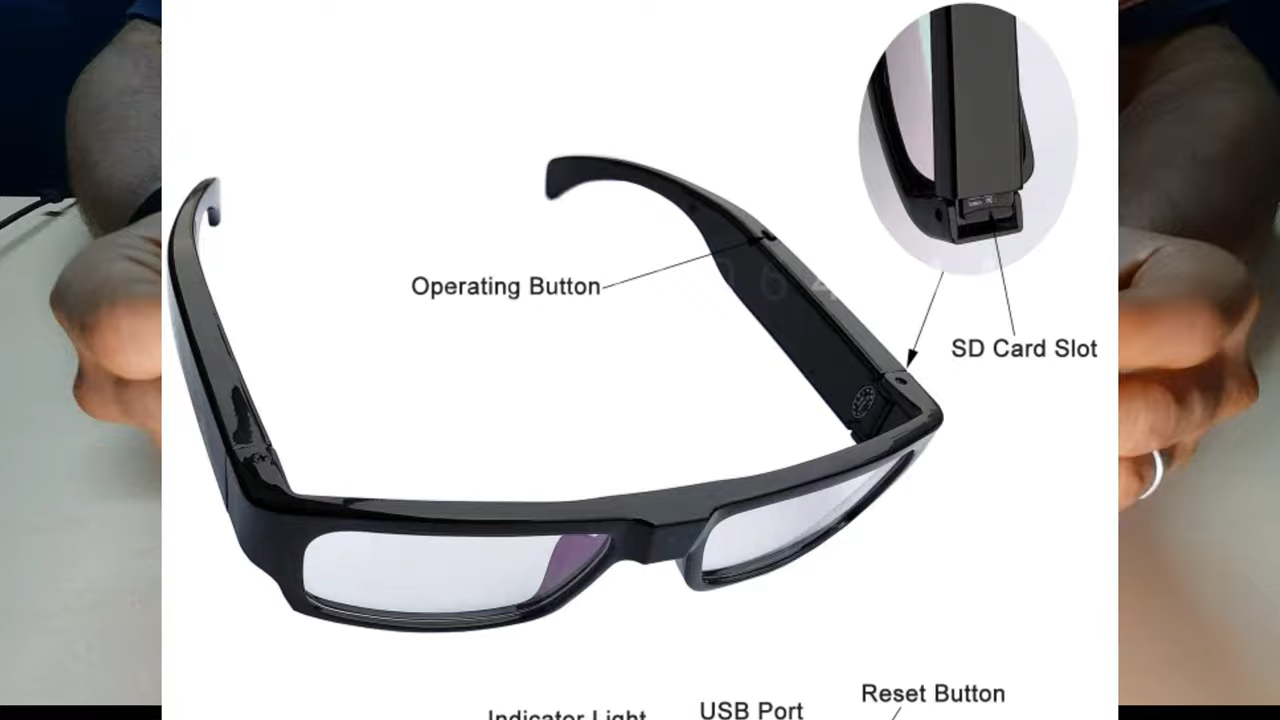 Operating Button
SD Card Slot
Reset Button
USB Port
Indicator Light